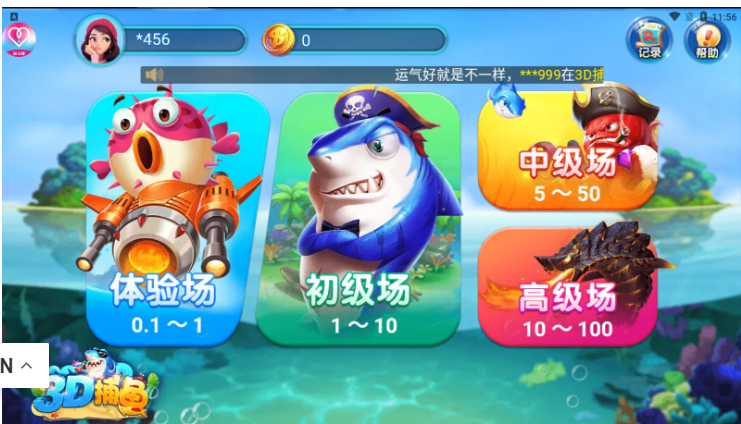 11:56
*456
0
记录
帮助
运气好就是不一样，***999在3D捕
体验场
0.1～1
初级场
1～10
中级场
5～50
高级场
10～100
N
3D捕鱼